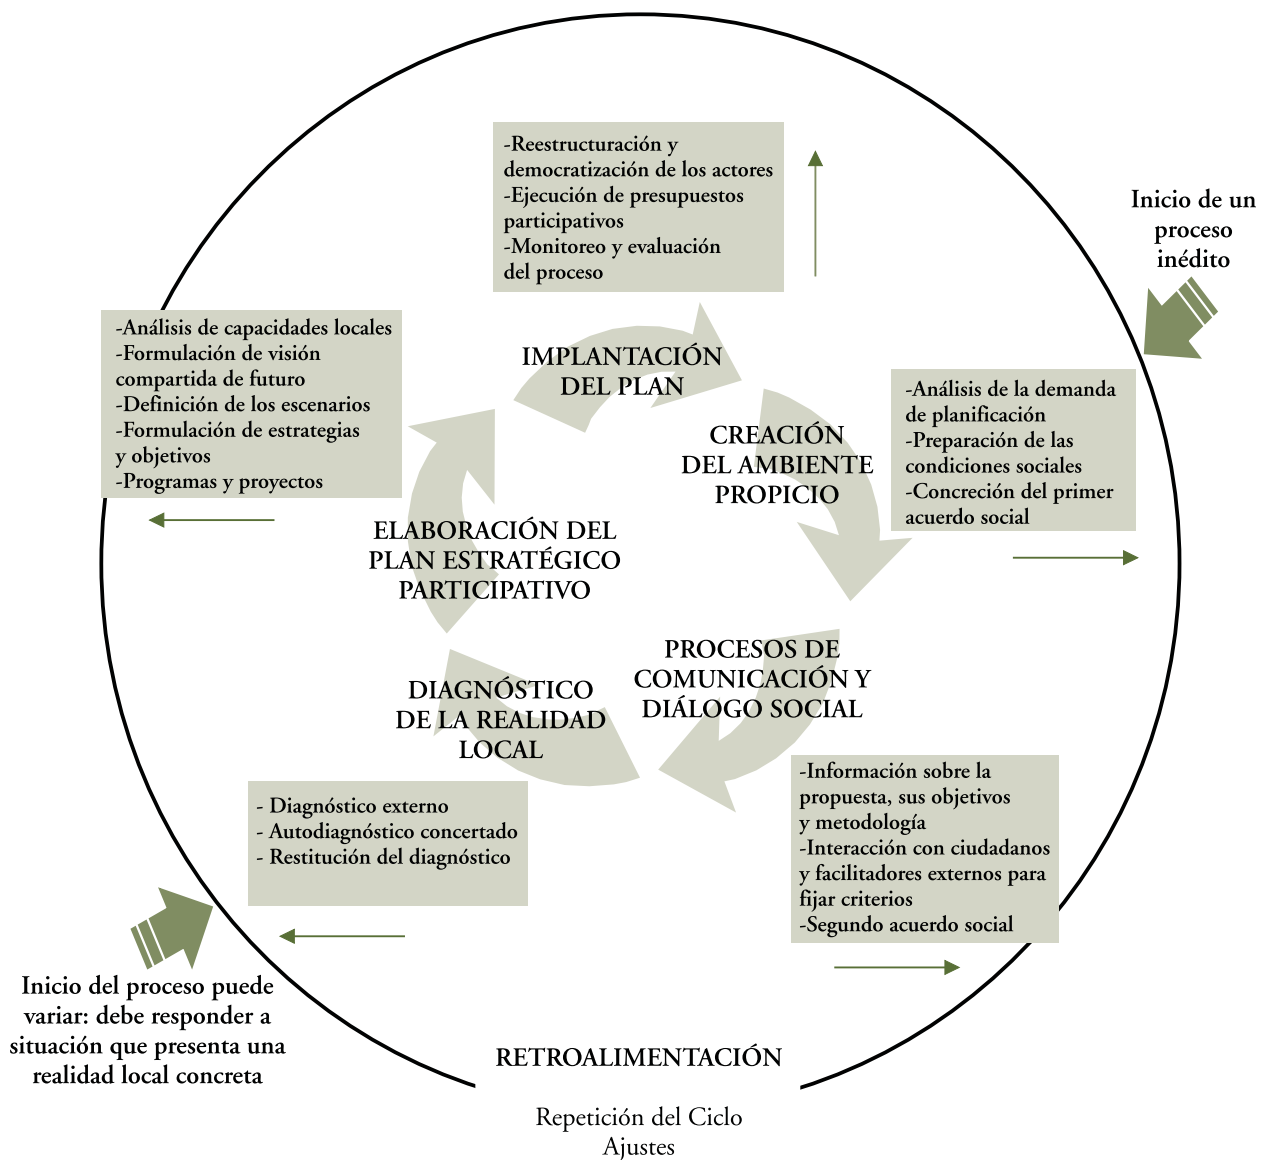 -Reestructuración y
democratización de los actores
-Ejecución de presupuestos
participativos
-Monitoreo y evaluación
del proceso
Inicio de un
proceso
inédito
-Análisis de capacidades locales
-Formulación de visión
compartida de futuro
-Definición de los escenarios
-Formulación de estrategias
y objetivos
-Programas y proyectos
IMPLANTACIÓN
DEL PLAN
-Análisis de la demanda
de planificación
-Preparación de las
condiciones sociales
-Concreción del primer
acuerdo social
CREACIÓN
DEL AMBIENTE
PROPICIO
ELABORACIÓN DEL
PLAN ESTRATÉGICO
PARTICIPATIVO
PROCESOS DE
COMUNICACIÓN Y
DIÁLOGO SOCIAL
DIAGNÓSTICO
DE LA REALIDAD
LOCAL
-Información sobre la
propuesta, sus objetivos
y metodología
-Interacción con ciudadanos
y facilitadores externos para
fijar criterios
-Segundo acuerdo social
- Diagnóstico externo
- Autodiagnóstico concertado
- Restitución del diagnóstico
Inicio del proceso puede
variar: debe responder a
situación que presenta una
realidad local concreta
RETROALIMENTACIÓN
Repetición del Ciclo
Ajustes